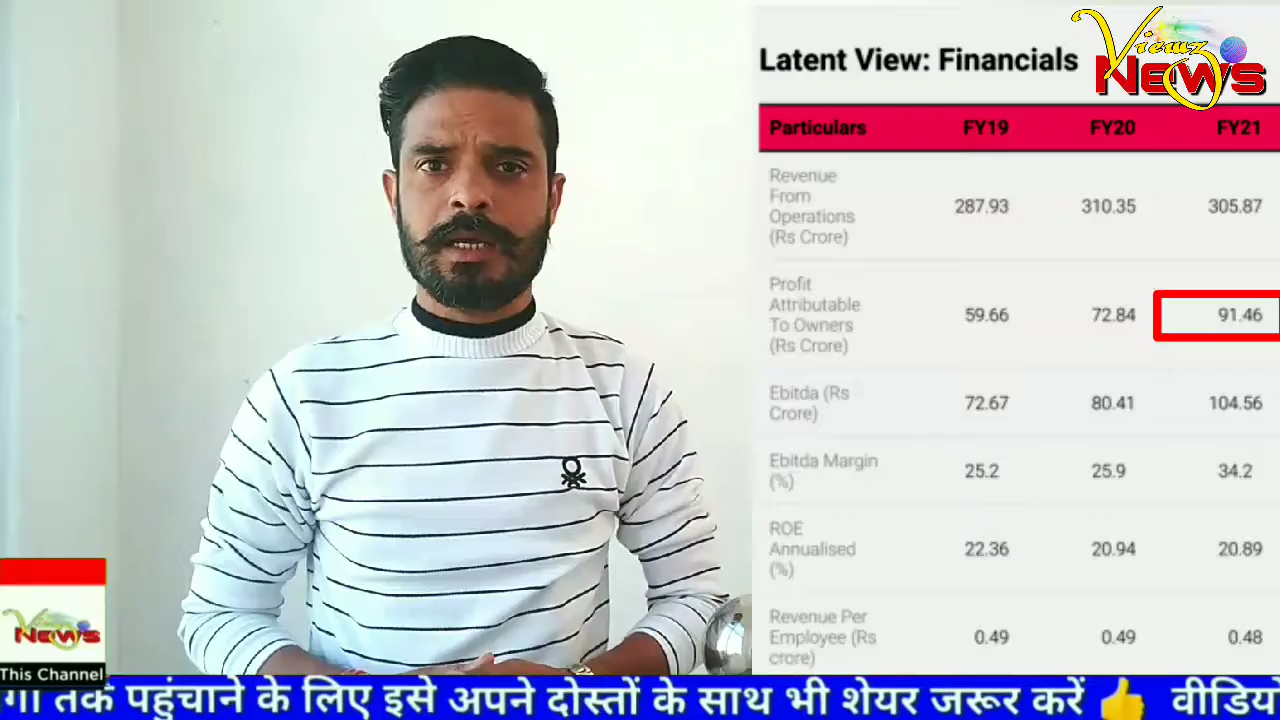 Viewz
NEWS
Latent View: Financials
Particulars FY19 FY20 FY21
Revenue
From
Operations
(Rs Crore)
287.93 310.35 305.87
Profit
Attributable
To Owners
(Rs Crore)
59.66 72.84 91.46
Ebitda (Rs
Crore)
72.67 80.41 104.56
Ebitda Margin
(%)
25.2 25.9 34.2
ROE
Annualised
(%)
22.36 20.94 20.89
Revenue Per
Employee (Rs
crore)
0.49 0.49 0.48
Viewz
NEWS
This Channel
तक पहुंचाने के लिए इसे अपने दोस्तों के साथ भी शेयर जरूर करें 👍 वीडियो